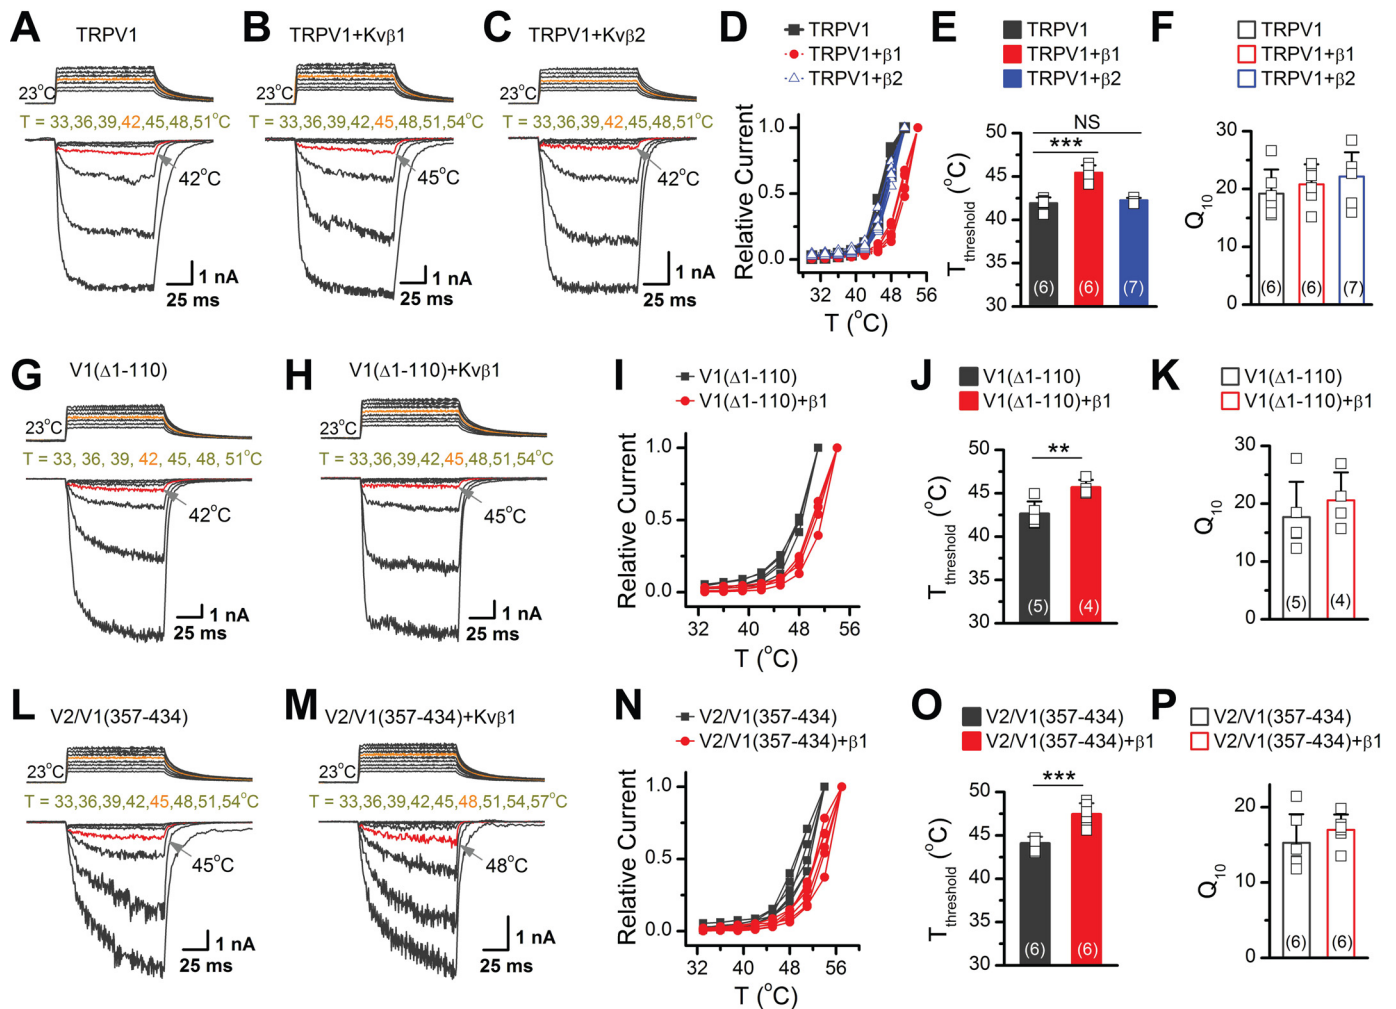 A
TRPV1
23°C
T = 33,36,39,42,45,48,51°C
42°C
1 nA
25 ms
B
TRPV1+Kvβ1
23°C
T = 33,36,39,42,45,48,51,54°C
45°C
1 nA
25 ms
C
TRPV1+Kvβ2
23°C
T = 33,36,39,42,45,48,51°C
42°C
1 nA
25 ms
D
TRPV1
TRPV1+β1
TRPV1+β2
Relative Current
1.0
0.5
0.0
32 40 48 56
T (°C)
E
TRPV1
TRPV1+β1
TRPV1+β2
Tthreshold (°C)
50
45
40
35
30
NS
***
(6) (6) (7)
F
TRPV1
TRPV1+β1
TRPV1+β2
Q10
30
20
10
0
(6) (6) (7)
G
V1(Δ1-110)
23°C
T = 33, 36, 39, 42, 45, 48, 51°C
42°C
1 nA
25 ms
H
V1(Δ1-110)+Kvβ1
23°C
T = 33,36,39,42,45,48,51,54°C
45°C
1 nA
25 ms
I
V1(Δ1-110)
V1(Δ1-110)+β1
Relative Current
1.0
0.5
0.0
32 40 48 56
T (°C)
J
V1(Δ1-110)
V1(Δ1-110)+β1
Tthreshold (°C)
50
45
40
35
30
**
(5) (4)
K
V1(Δ1-110)
V1(Δ1-110)+β1
Q10
30
20
10
0
(5) (4)
L
V2/V1(357-434)
23°C
T = 33,36,39,42,45,48,51,54°C
45°C
1 nA
25 ms
M
V2/V1(357-434)+Kvβ1
23°C
T = 33,36,39,42,45,48,51,54,57°C
48°C
1 nA
25 ms
N
V2/V1(357-434)
V2/V1(357-434)+β1
Relative Current
1.0
0.5
0.0
32 40 48 56
T (°C)
O
V2/V1(357-434)
V2/V1(357-434)+β1
Tthreshold (°C)
50
45
40
35
30
***
(6) (6)
P
V2/V1(357-434)
V2/V1(357-434)+β1
Q10
20
10
0
(6) (6)